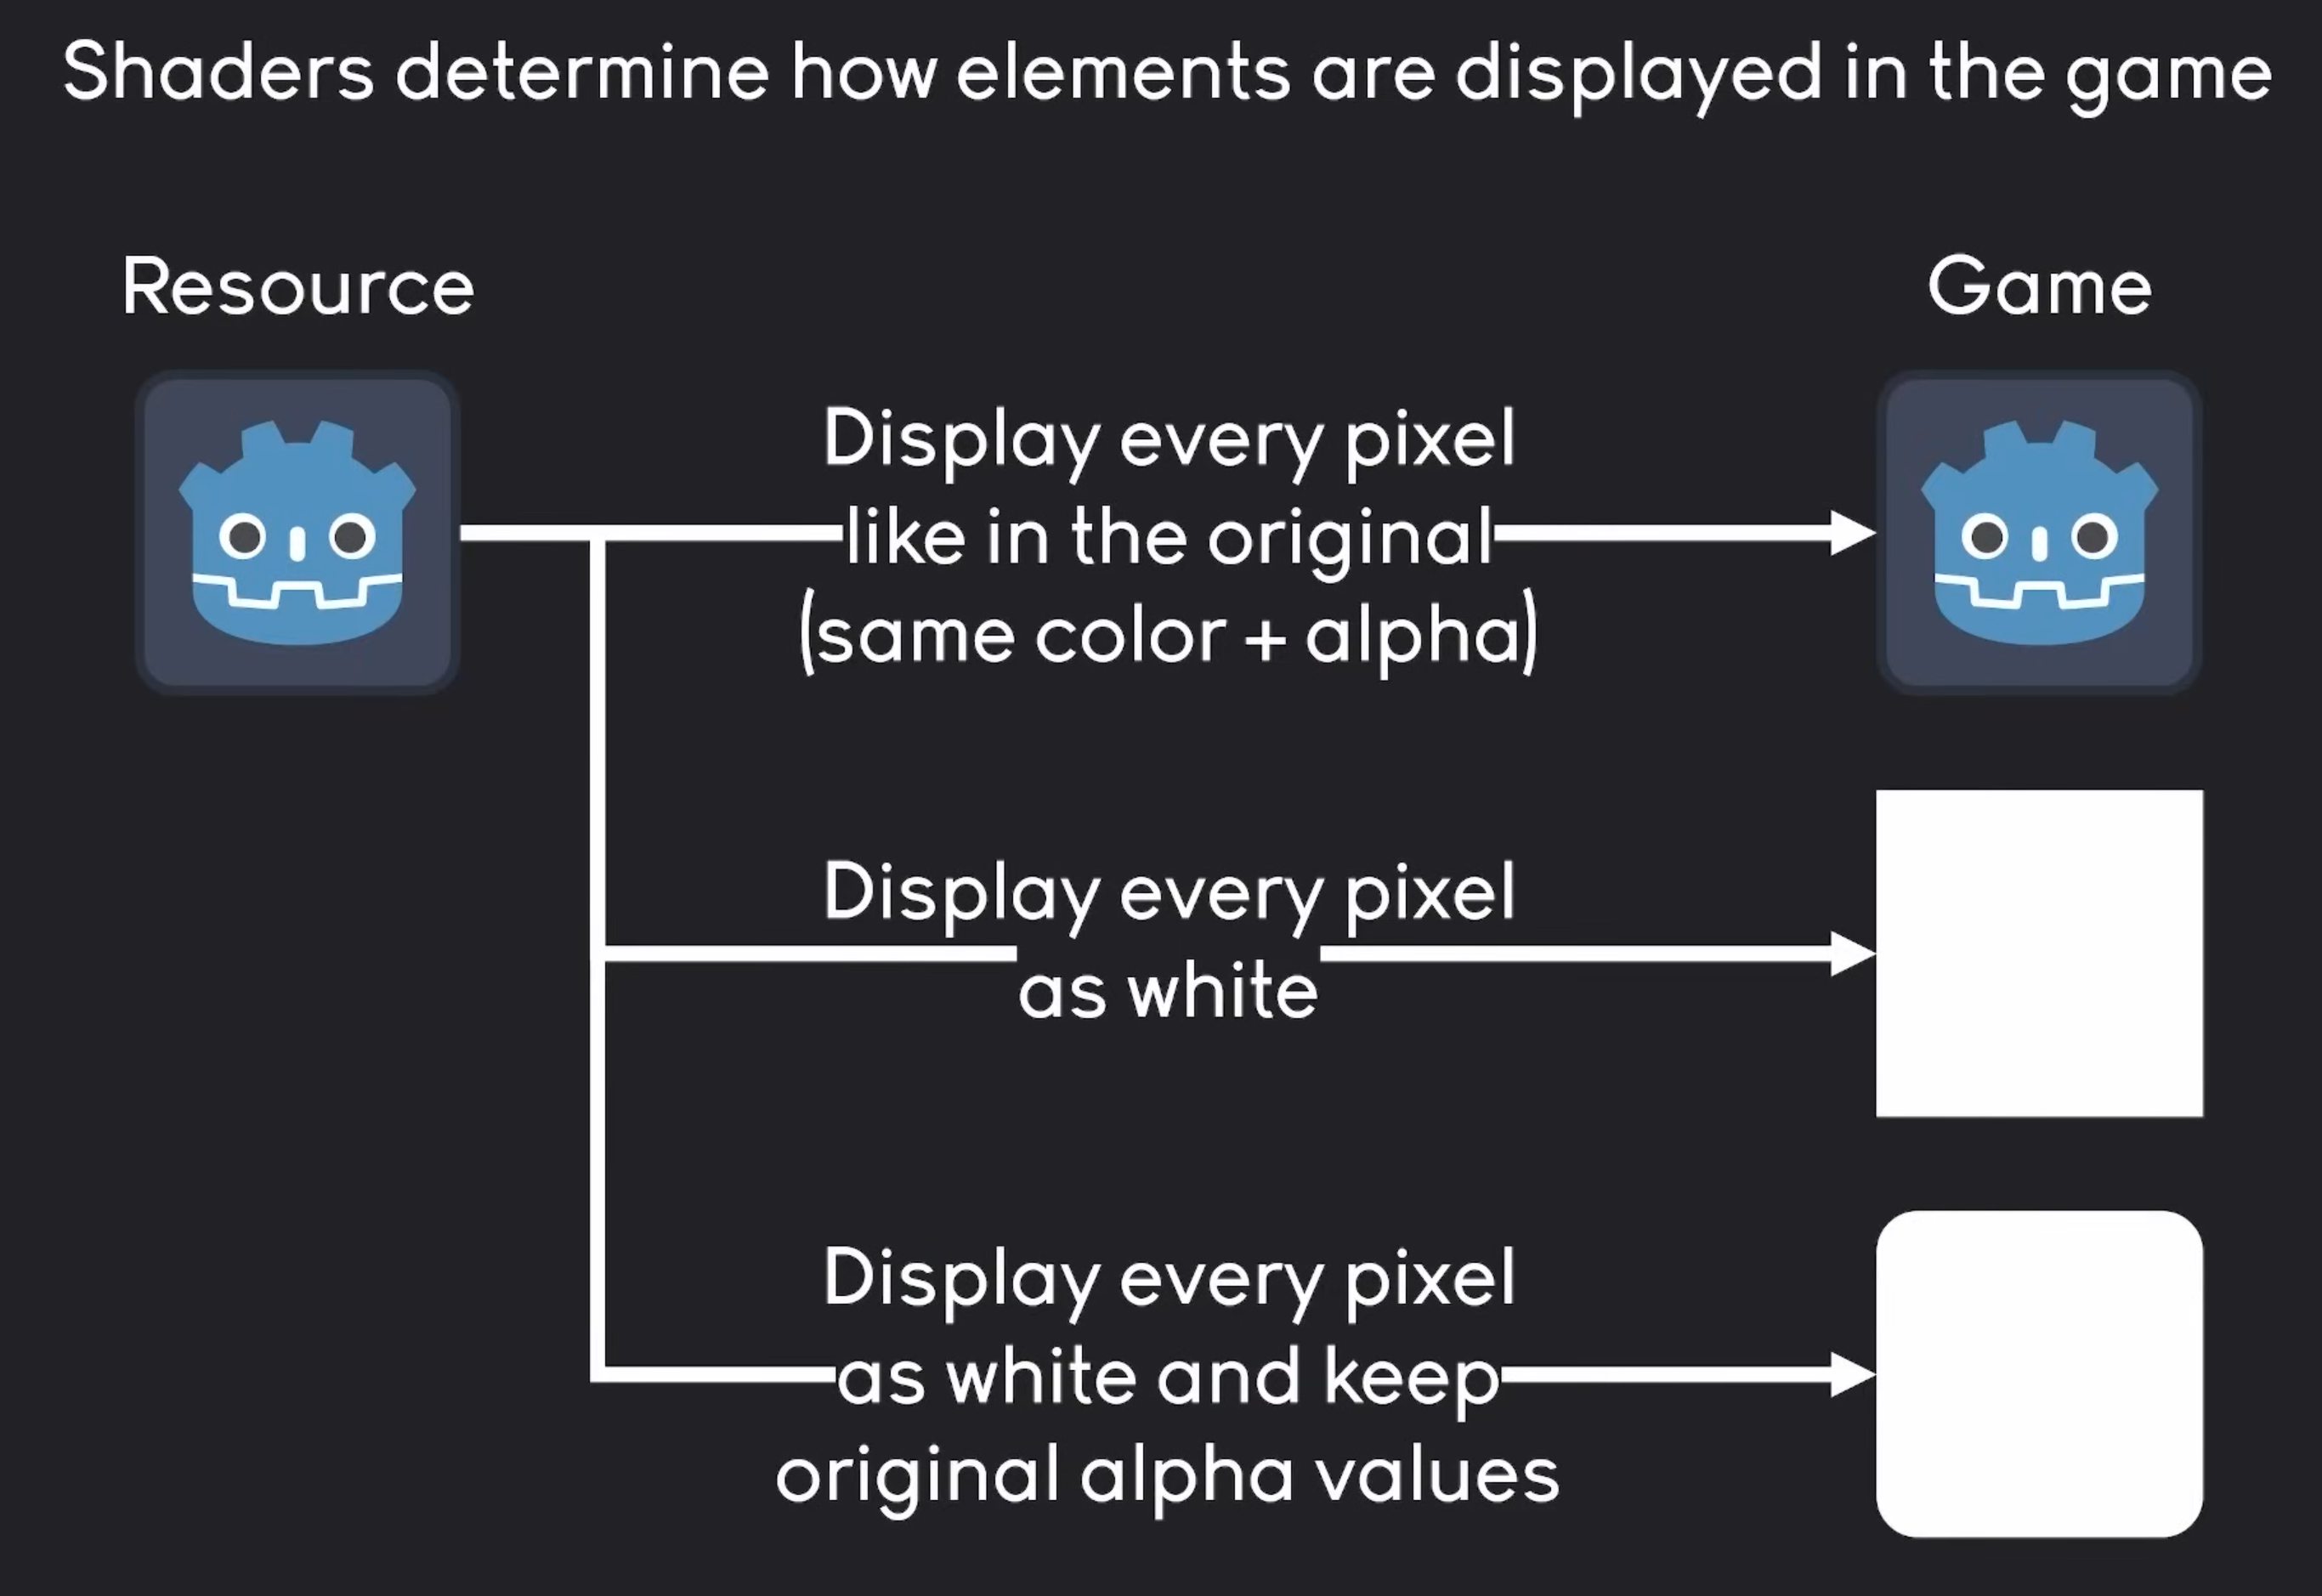 Shaders determine how elements are displayed in the game
Resource
Game
Display every pixel
like in the original
(same color + alpha)
Display every pixel
as white
Display every pixel
as white and keep
original alpha values